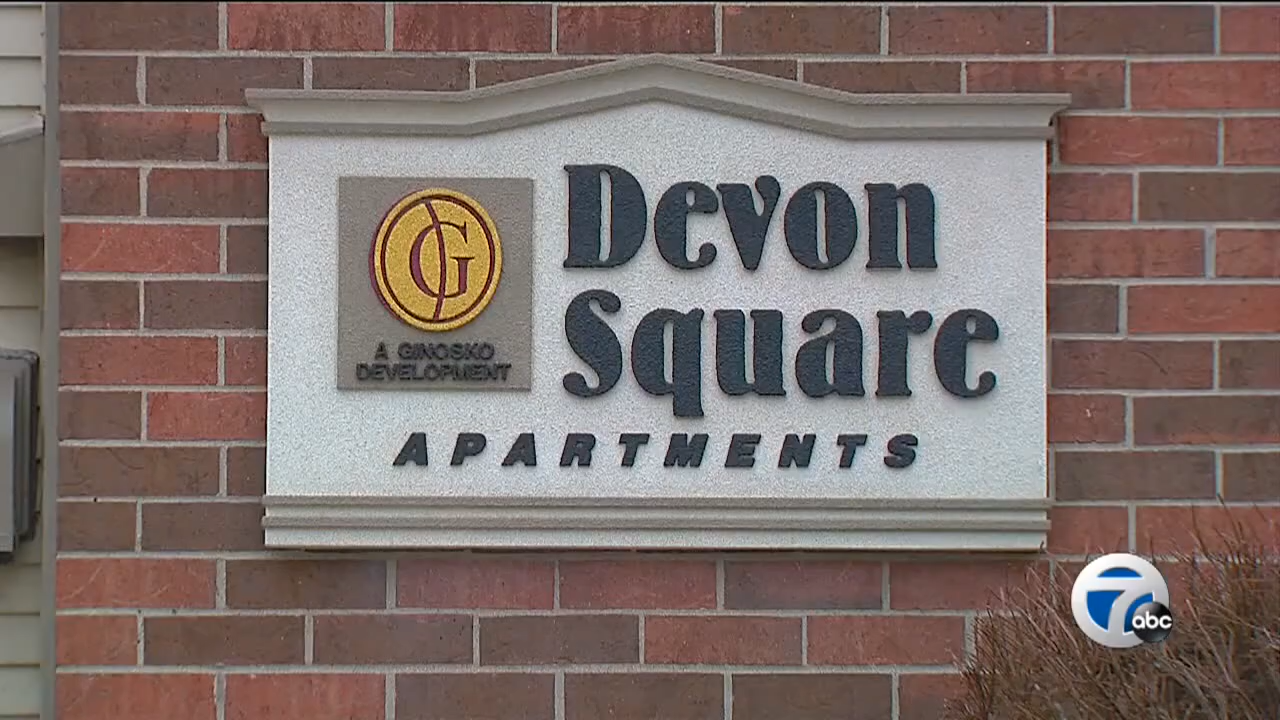 G
A GINOSKO
DEVELOPMENT
Devon
Square
APARTMENTS
7
abc